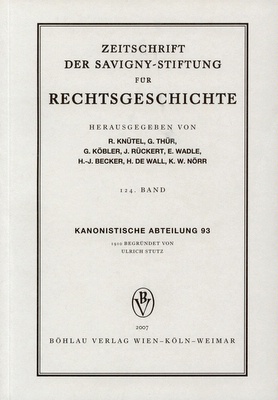 ZEITSCHRIFT
DER SAVIGNY-STIFTUNG
FÜR
RECHTSGESCHICHTE
HERAUSGEGEBEN VON
R. KNÜTEL, G. THÜR,
G. KÖBLER, J. RÜCKERT, E. WADLE,
H.-J. BECKER, H. DE WALL, K. W. NÖRR
124. BAND
KANONISTISCHE ABTEILUNG 93
1910 BEGRÜNDET VON
ULRICH STUTZ
BV
2007
BÖHLAU VERLAG WIEN–KÖLN–WEIMAR